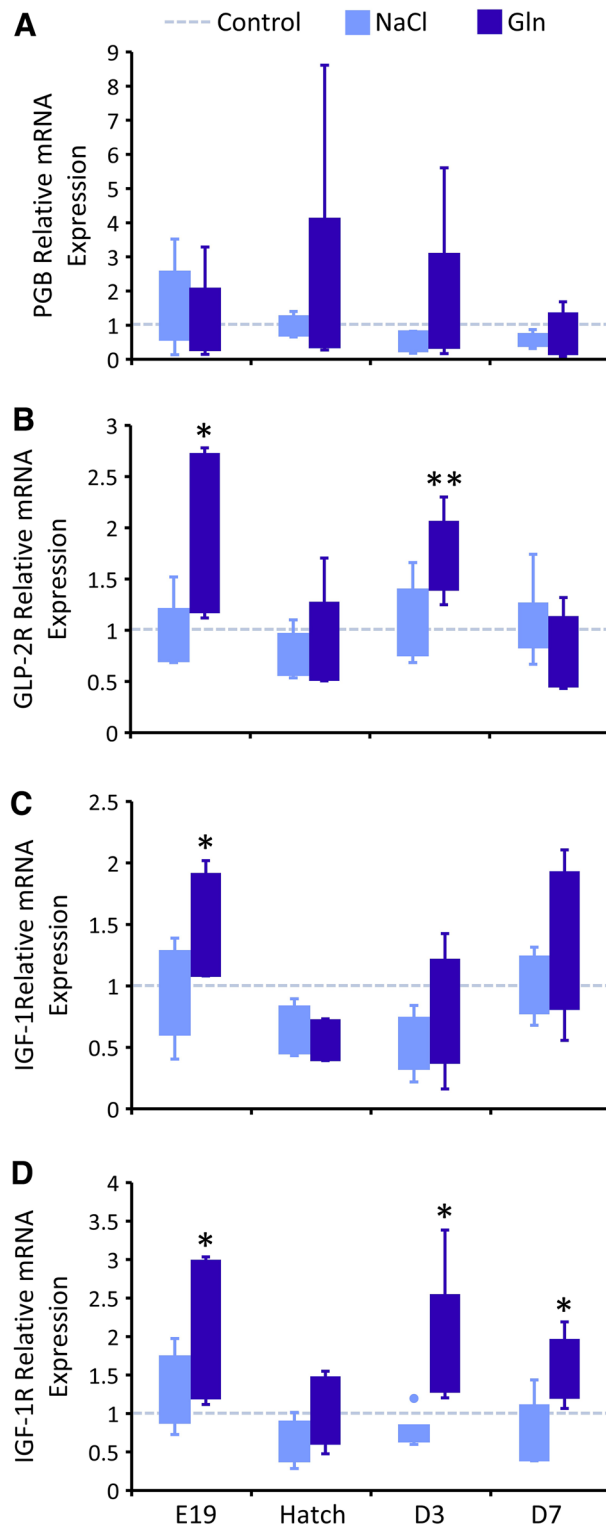 A
Control NaCl Gln
PGB Relative mRNA
Expression
9
8
7
6
5
4
3
2
1
0
B
GLP-2R Relative mRNA
Expression
3
2.5
2
1.5
1
0.5
0
*
**
C
IGF-1Relative mRNA
Expression
2.5
2
1.5
1
0.5
0
*
D
IGF-1R Relative mRNA
Expression
4
3.5
3
2.5
2
1.5
1
0.5
0
*
*
*
E19 Hatch D3 D7